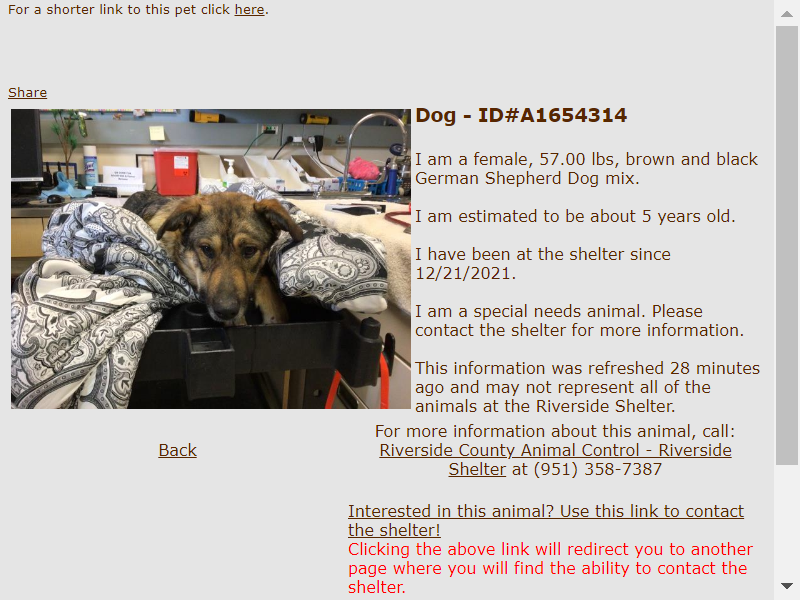 For a shorter link to this pet click here.
Share
Dog - ID#A1654314
I am a female, 57.00 lbs, brown and black
German Shepherd Dog mix.
I am estimated to be about 5 years old.
I have been at the shelter since
12/21/2021.
I am a special needs animal. Please
contact the shelter for more information.
This information was refreshed 28 minutes
ago and may not represent all of the
animals at the Riverside Shelter.
For more information about this animal, call:
Back
Riverside County Animal Control - Riverside
Shelter at (951) 358-7387
Interested in this animal? Use this link to contact
the shelter!
Clicking the above link will redirect you to another
page where you will find the ability to contact the
shelter.